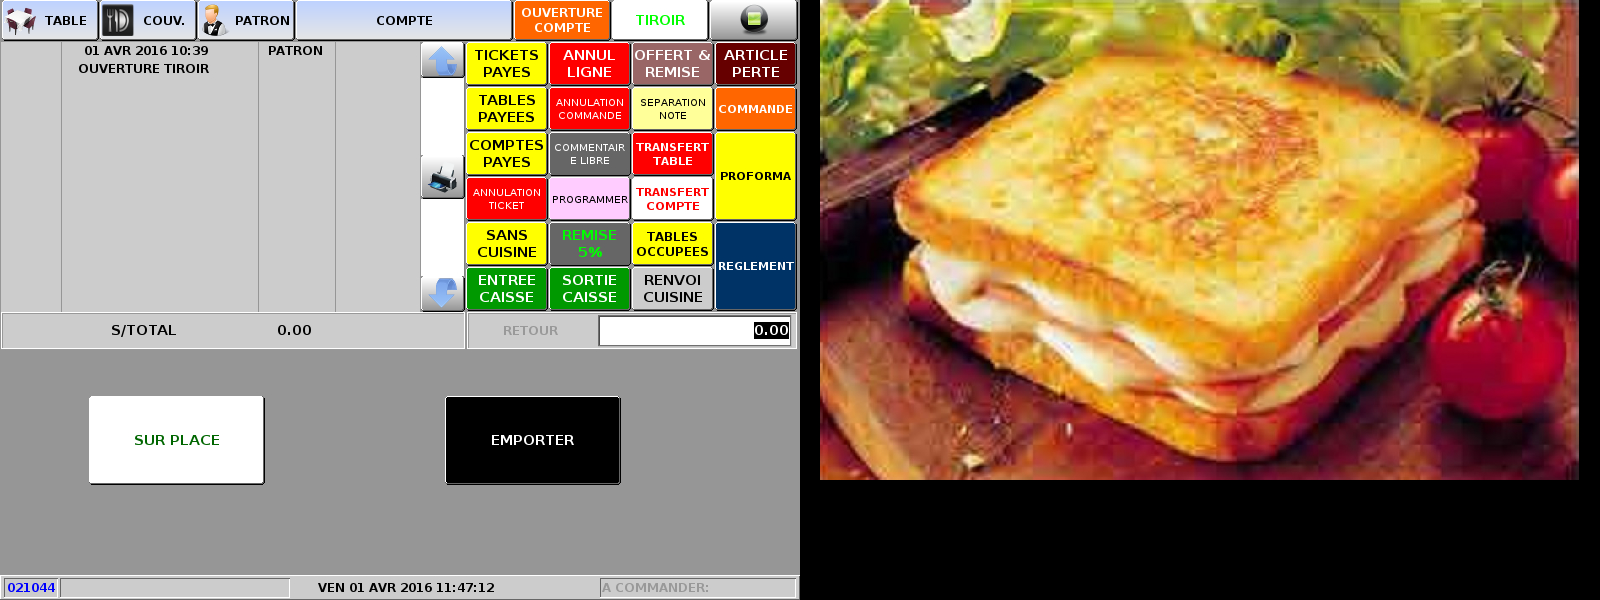 TABLE
COUV.
PATRON
COMPTE
OUVERTURE
COMPTE
TIROIR
01 AVR 2016 10:39
PATRON
OUVERTURE TIROIR
TICKETS
PAYES
ANNUL
LIGNE
OFFERT &
REMISE
ARTICLE
PERTE
TABLES
PAYEES
ANNULATION
COMMANDE
SEPARATION
NOTE
COMMANDE
COMPTES
PAYES
COMMENTAIR
E LIBRE
TRANSFERT
TABLE
PROFORMA
ANNULATION
TICKET
PROGRAMMER
TRANSFERT
COMPTE
SANS
CUISINE
REMISE
5%
TABLES
OCCUPEES
REGLEMENT
ENTREE
CAISSE
SORTIE
CAISSE
RENVOI
CUISINE
S/TOTAL
0.00
RETOUR
0.00
SUR PLACE
EMPORTER
021044
VEN 01 AVR 2016 11:47:12
A COMMANDER: